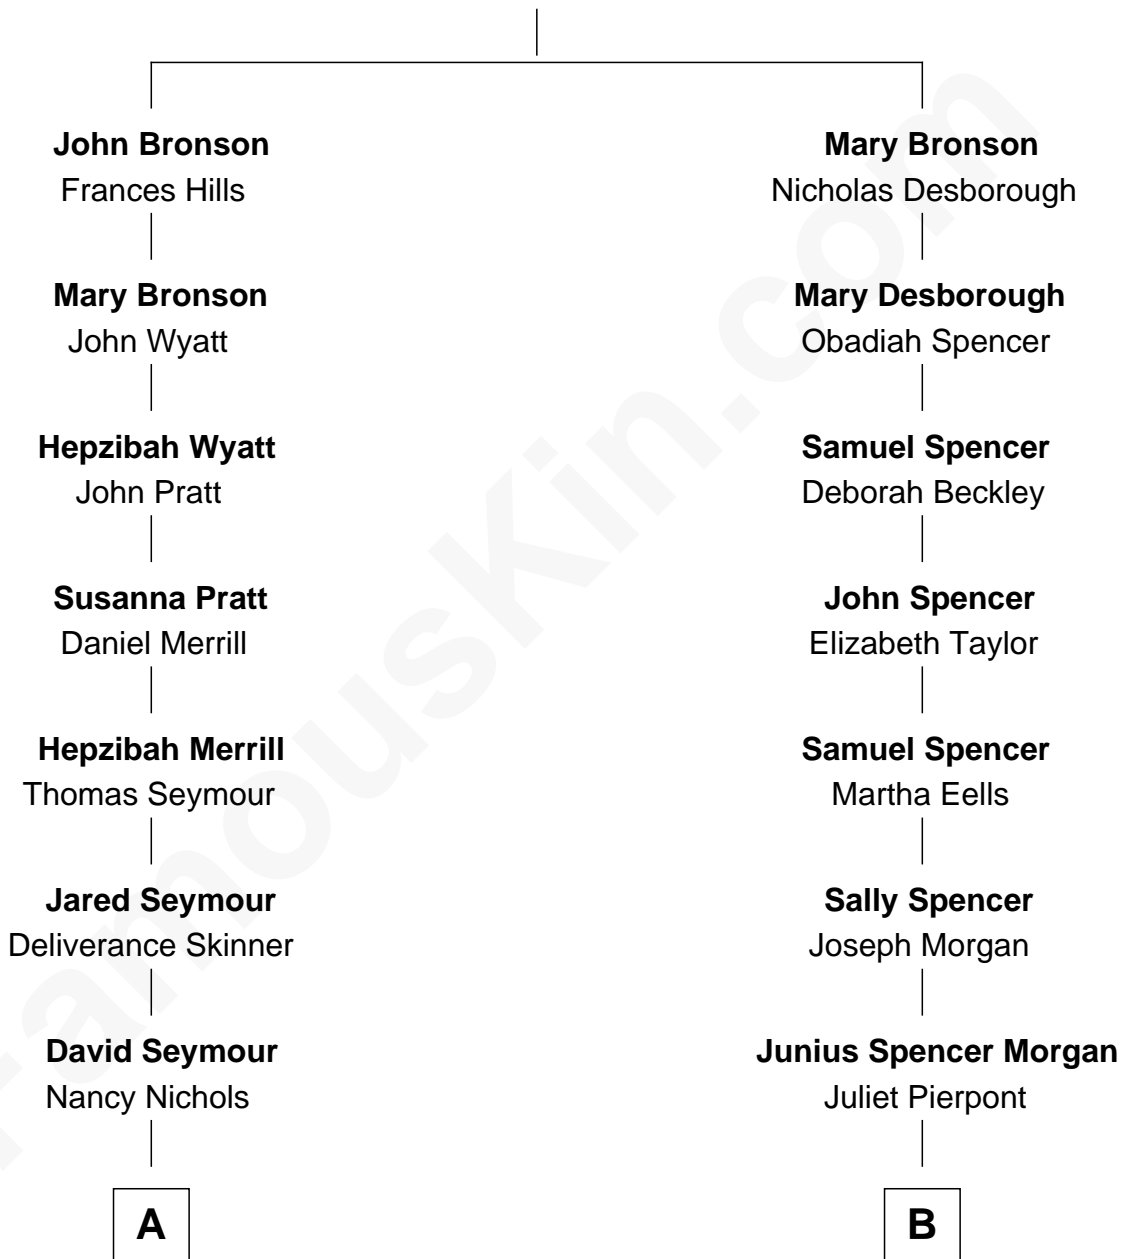 John Bronson
Frances Hills
Mary Bronson
John Wyatt
Hepzibah Wyatt
John Pratt
Susanna Pratt
Daniel Merrill
Hepzibah Merrill
Thomas Seymour
Jared Seymour
Deliverance Skinner
David Seymour
Nancy Nichols
A
Mary Bronson
Nicholas Desborough
Mary Desborough
Obadiah Spencer
Samuel Spencer
Deborah Beckley
John Spencer
Elizabeth Taylor
Samuel Spencer
Martha Eells
Sally Spencer
Joseph Morgan
Junius Spencer Morgan
Juliet Pierpont
B
FamousKin.com